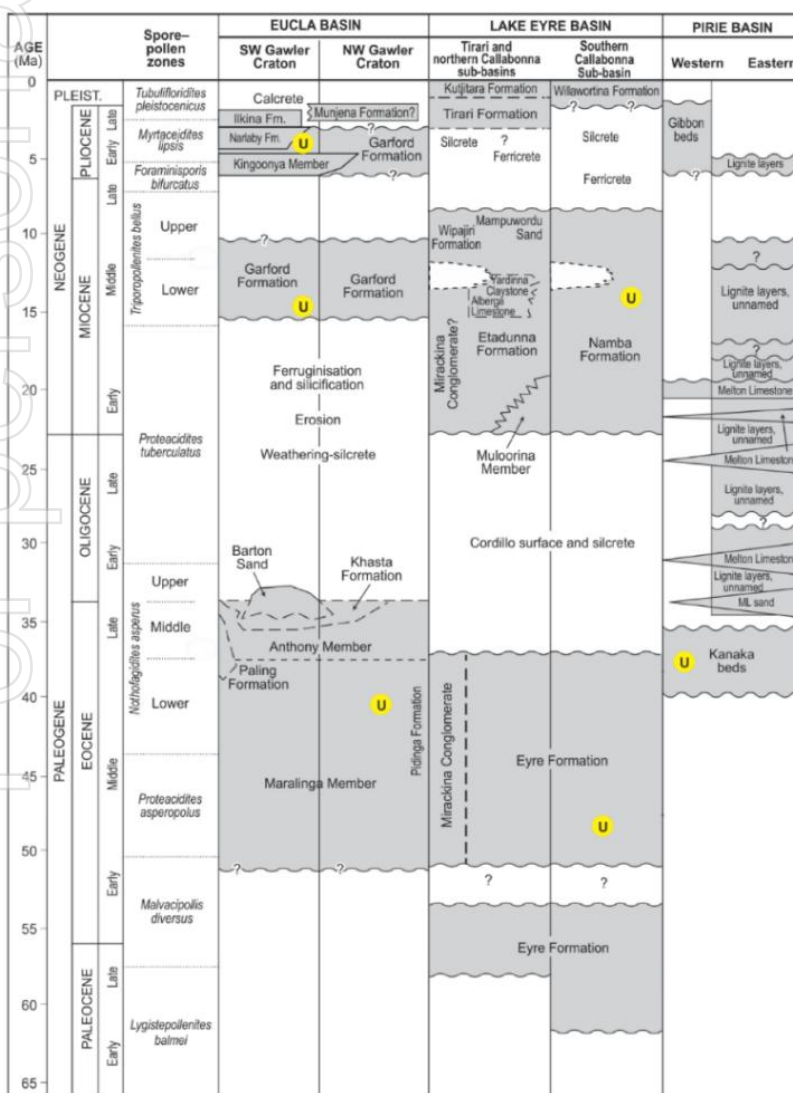 EUCLA BASIN
LAKE EYRE BASIN
PIRIE BASIN
AGE
(Ma)
Spore–
pollen
zones
SW Gawler
Craton
NW Gawler
Craton
Tirari and
northern Callabonna
sub-basins
Southern
Callabonna
Sub-basin
Western
Eastern
0
5
10
15
20
25
30
35
40
45
50
55
60
65
PLEIST.
NEOGENE
PLIOCENE
Late
Early
MIOCENE
Late
Middle
Early
PALEOGENE
OLIGOCENE
Late
Early
EOCENE
Late
Middle
Early
PALEOCENE
Late
Early
Tubulifloridites
pleistocenicus
Myrtaceidites
lipsis
Foraminisporis
bifurcatus
Triporopollenites bellus
Upper
Lower
Proteacidites
tuberculatus
Nothofagidites asperus
Upper
Middle
Lower
Proteacidites
asperopolus
Malvacipollis
diversus
Lygistepollenites
balmei
Calcrete
Ilkina Fm.
Munjena Formation?
Narlaby Fm.
U
?
Garford
Formation
Kingoonya Member
?
?
Garford
Formation
U
Garford
Formation
Ferruginisation
and silicification
Erosion
Weathering-silcrete
Barton
Sand
Khasta
Formation
Anthony Member
Paling
Formation
U
Pidinga Formation
Maralinga Member
?
?
Kutjitara Formation
Willawortina Formation
?
?
Tirari Formation
Silcrete
?
Ferricrete
Silcrete
Ferricrete
Wipajiri
Formation
Mampuwordu
Sand
Yardinna
Claystone
Alberga
Limestone
U
Mirackina
Conglomerate?
Etadunna
Formation
Namba
Formation
Muloorina
Member
Cordillo surface and silcrete
Mirackina Conglomerate
Eyre Formation
U
?
?
Eyre Formation
Gibbon
beds
?
Lignite layers
?
Lignite layers,
unnamed
?
Lignite layers,
unnamed
Melton Limestone
Lignite layers,
unnamed
Melton Limeston
Lignite layers,
unnamed
?
Melton Limeston
Lignite layers,
unnamed
ML sand
U
Kanaka
beds